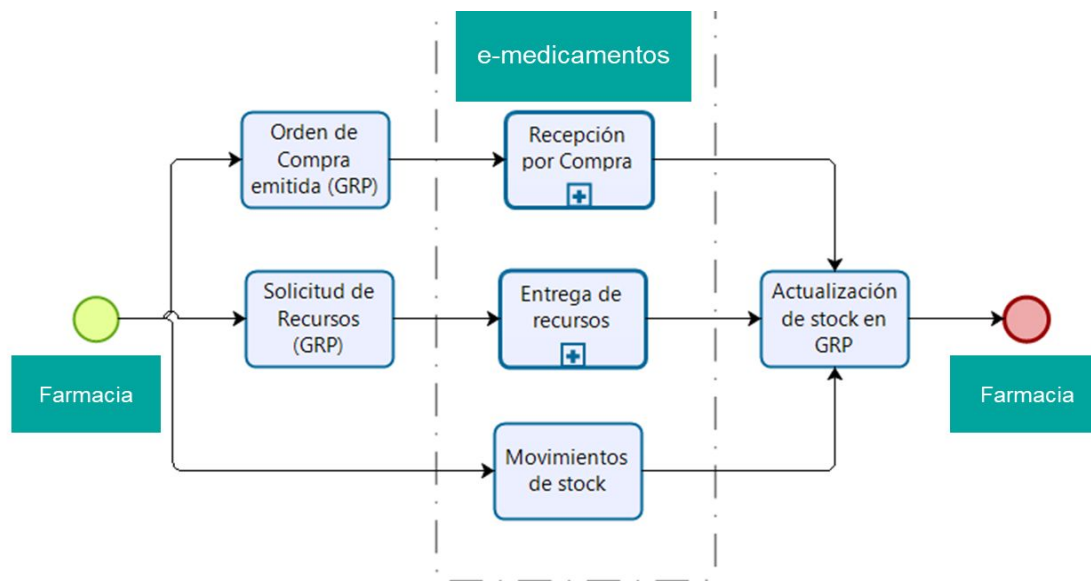 e-medicamentos
Orden de
Compra
emitida (GRP)
Recepción
por Compra
Solicitud de
Recursos
(GRP)
Entrega de
recursos
Actualización
de stock en
GRP
Farmacia
Farmacia
Movimientos
de stock